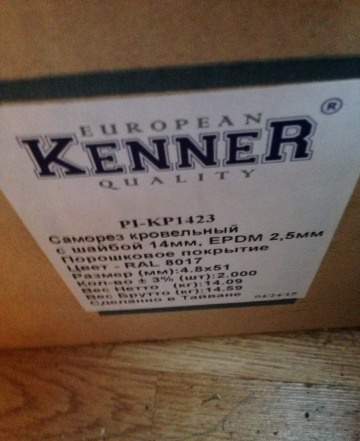 EUROPEAN
KENNER ®
QUALITY
PI-KP1423
Саморез кровельный
с шайбой 14мм, EPDM 2,5мм
Порошковое покрытие
Цвет - RAL 8017
Размер (мм):4.8x51
Кол-во ± 3% (шт):2.000
Вес Нетто (кг):14.09
Вес Брутто (кг):14.59
Сделанно в Тайване